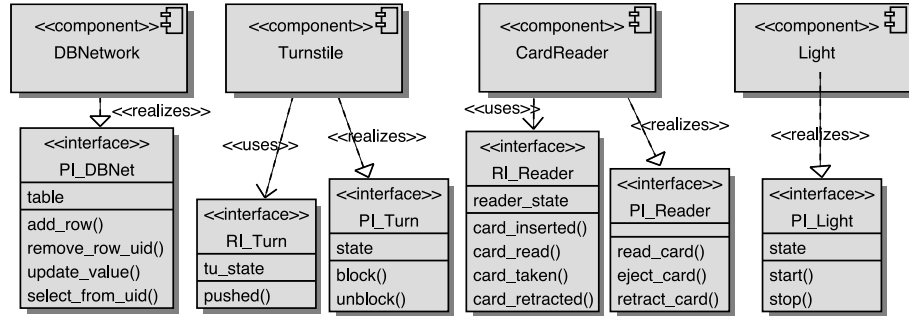 <<component>>
DBNetwork
<<realizes>>
<<interface>>
PI_DBNet
table
add_row()
remove_row_uid()
update_value()
select_from_uid()
<<component>>
Turnstile
<<uses>>
<<realizes>>
<<interface>>
RI_Turn
tu_state
pushed()
<<interface>>
PI_Turn
state
block()
unblock()
<<component>>
CardReader
<<uses>>
<<realizes>>
<<interface>>
RI_Reader
reader_state
card_inserted()
card_read()
card_taken()
card_retracted()
<<interface>>
PI_Reader
read_card()
eject_card()
retract_card()
<<component>>
Light
<<realizes>>
<<interface>>
PI_Light
state
start()
stop()